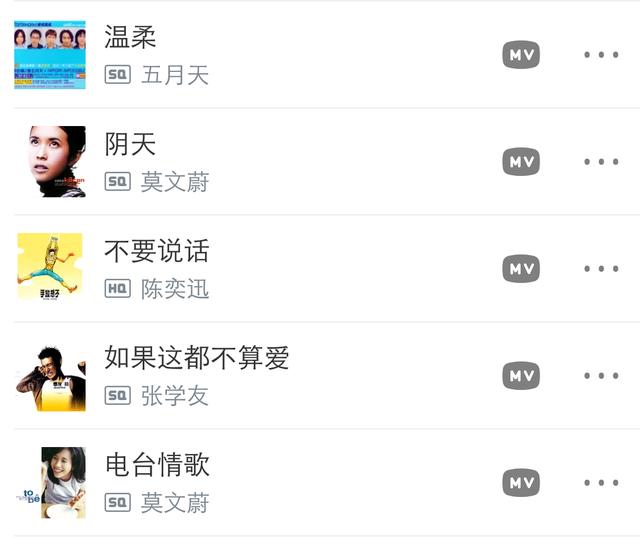 温柔
MV
SQ 五月天
阴天
MV
SQ 莫文蔚
不要说话
MV
HQ 陈奕迅
如果这都不算爱
MV
SQ 张学友
电台情歌
MV
SQ 莫文蔚
to
Be